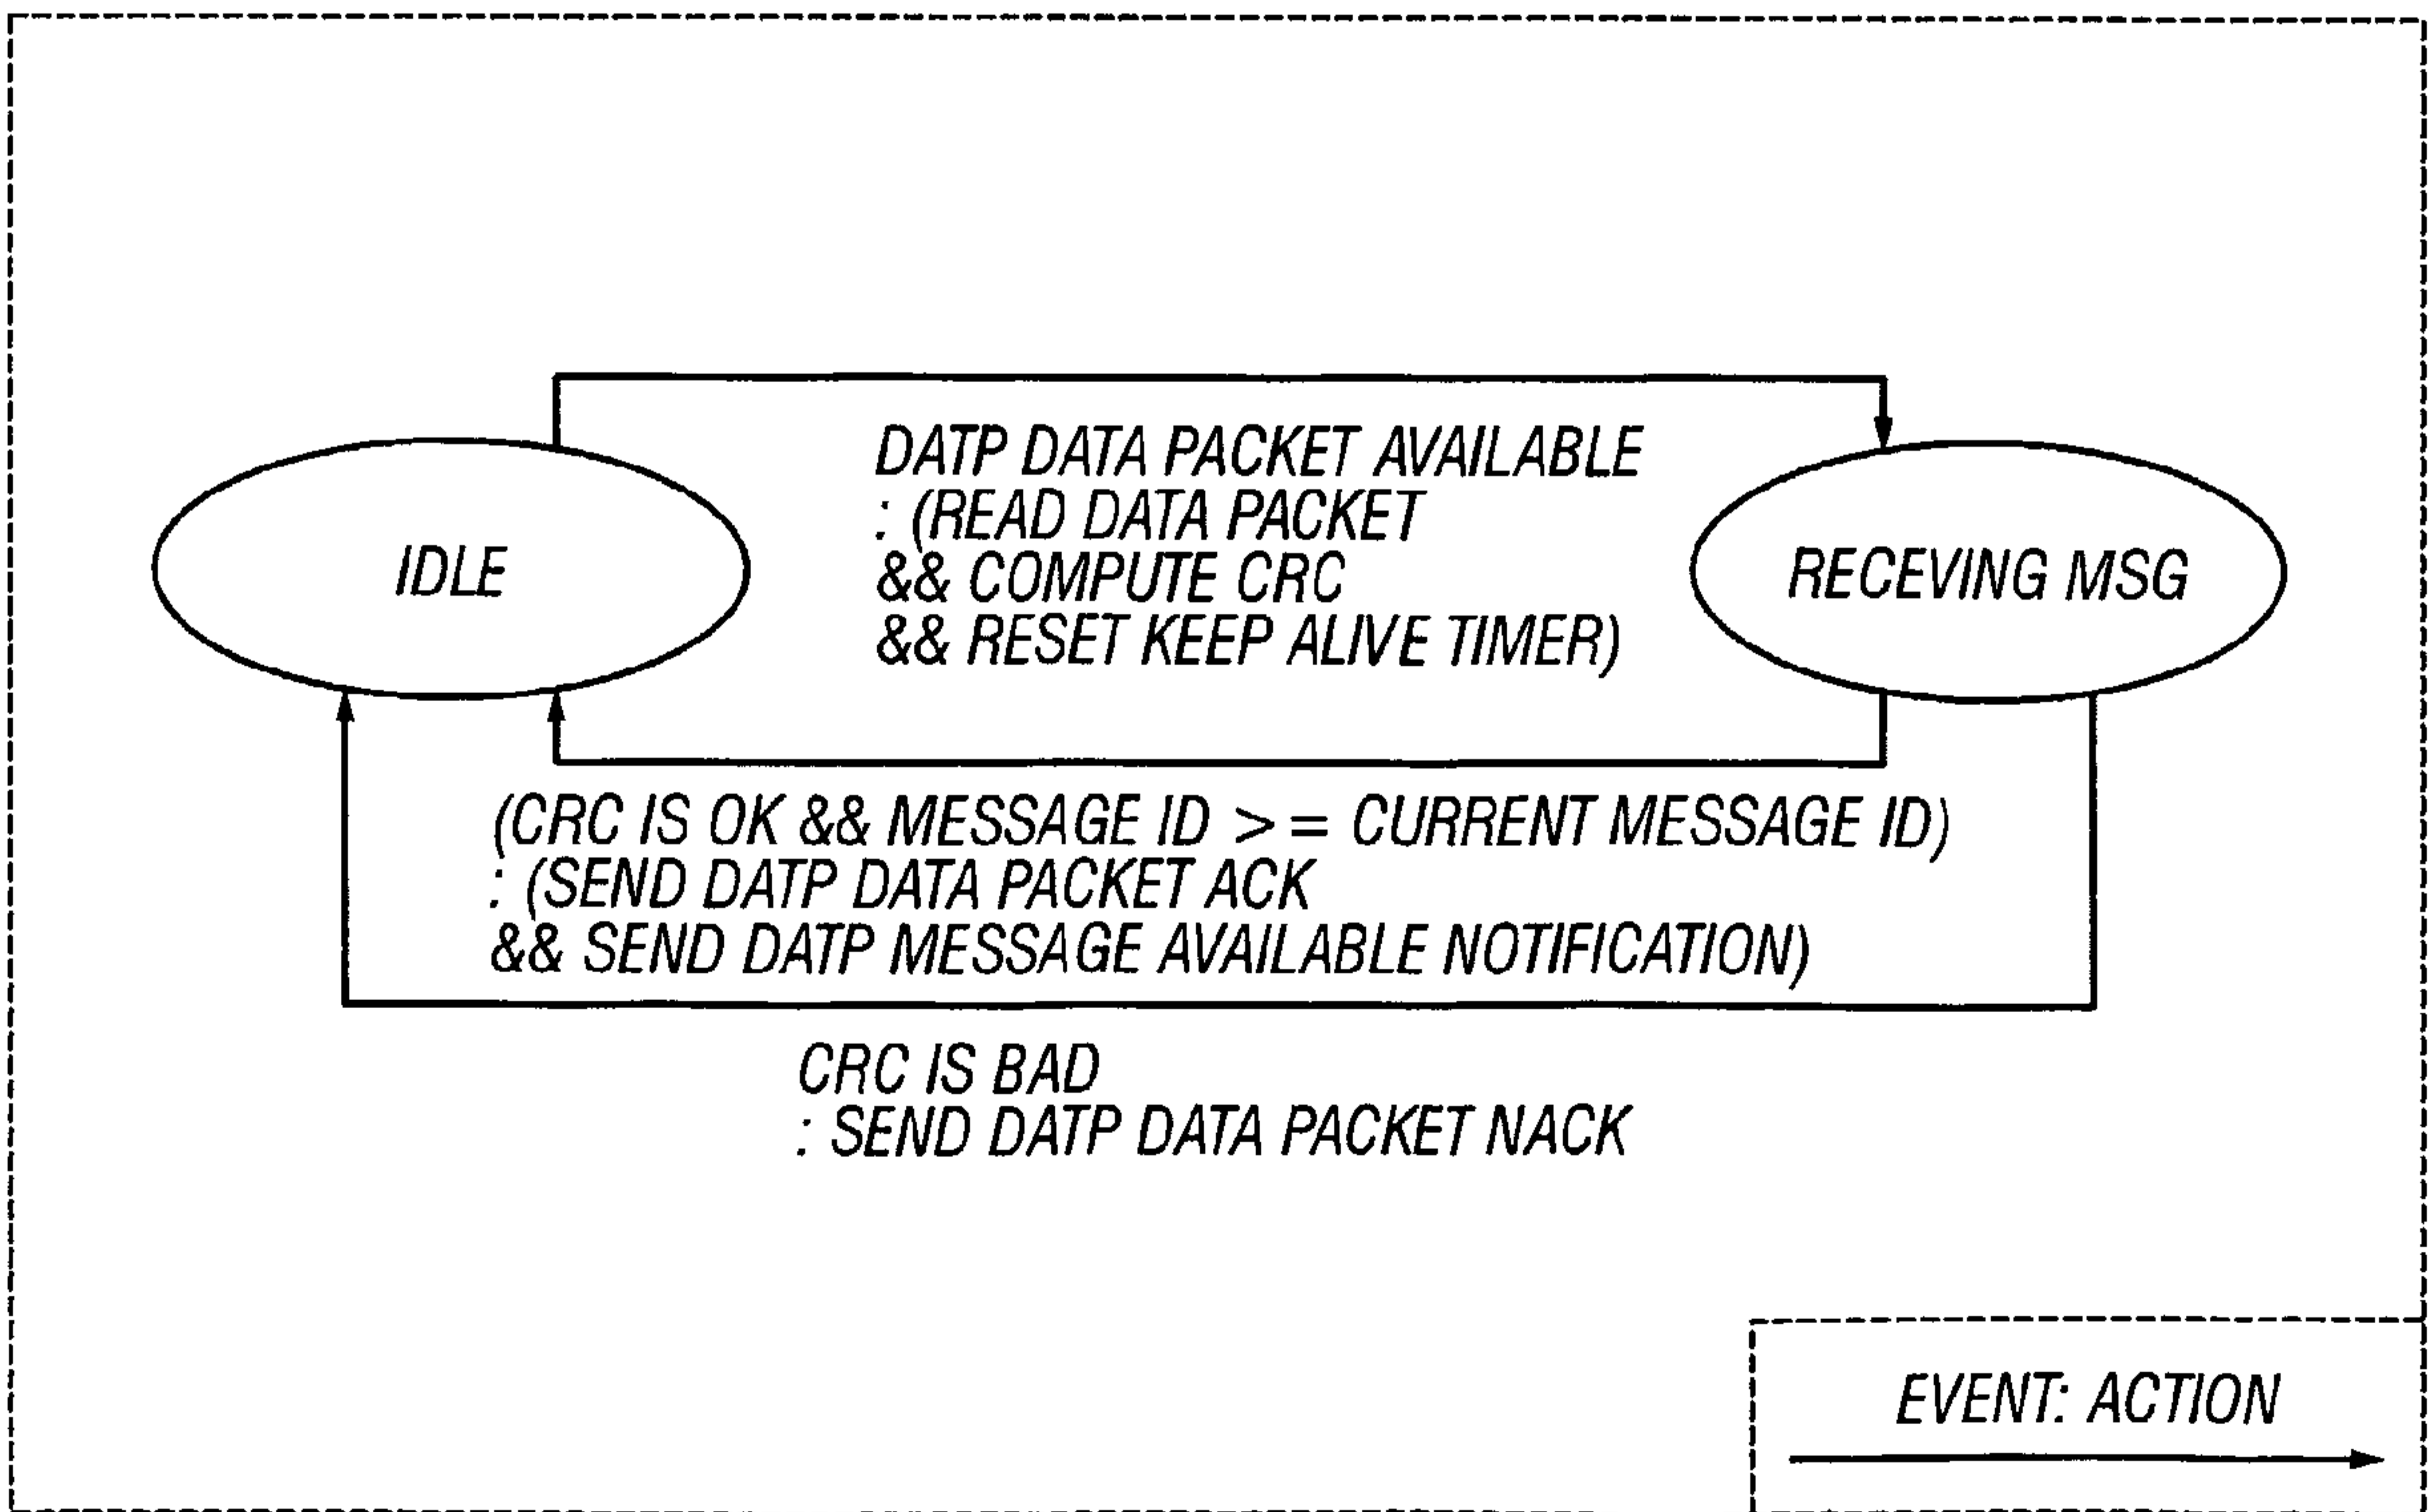 DATP DATA PACKET AVAILABLE
: (READ DATA PACKET
&& COMPUTE CRC
&& RESET KEEP ALIVE TIMER)
IDLE
RECEVING MSG
(CRC IS OK && MESSAGE ID > = CURRENT MESSAGE ID)
: (SEND DATP DATA PACKET ACK
&& SEND DATP MESSAGE AVAILABLE NOTIFICATION)
CRC IS BAD
: SEND DATP DATA PACKET NACK
EVENT: ACTION